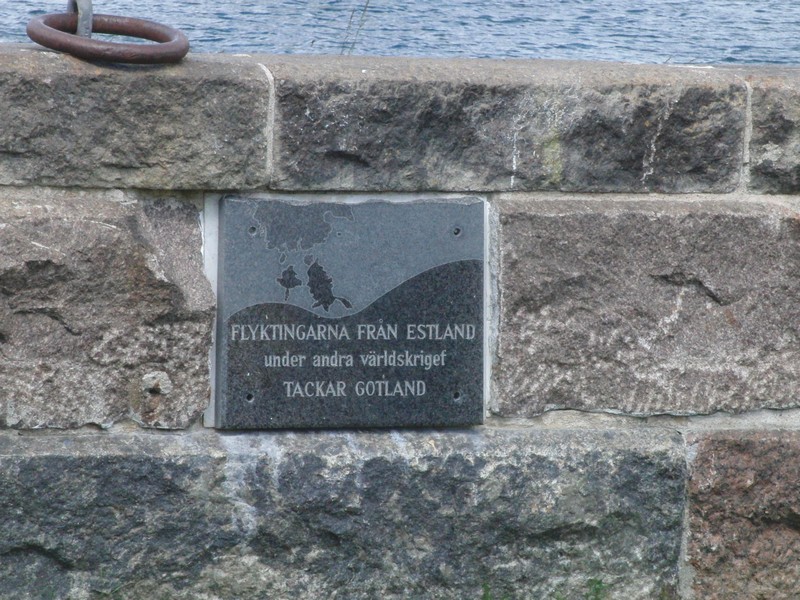 FLYKTINGARNA FRÅN ESTLAND
under andra världskriget
TACKAR GOTLAND